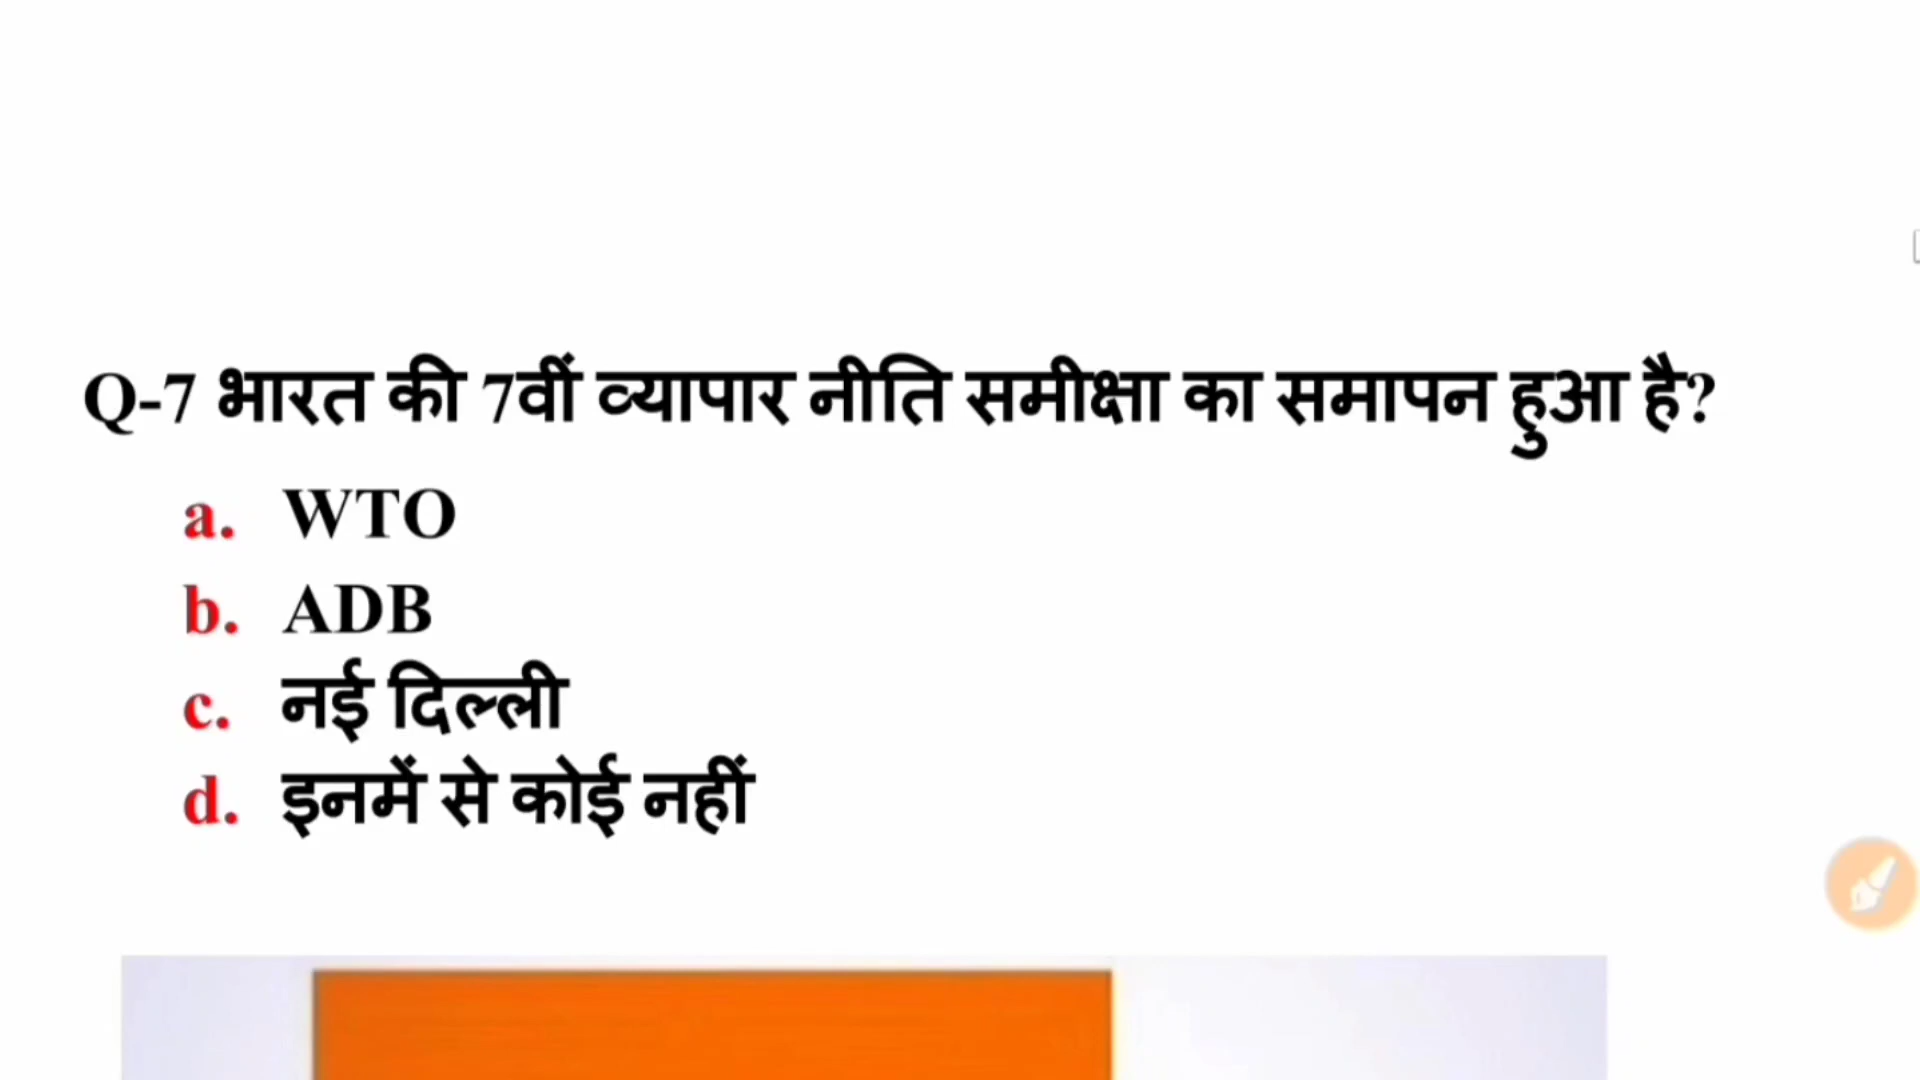 Q-7 भारत की 7वीं व्यापार नीति समीक्षा का समापन हुआ है?
a. WTO
b. ADB
c. नई दिल्ली
d. इनमें से कोई नहीं